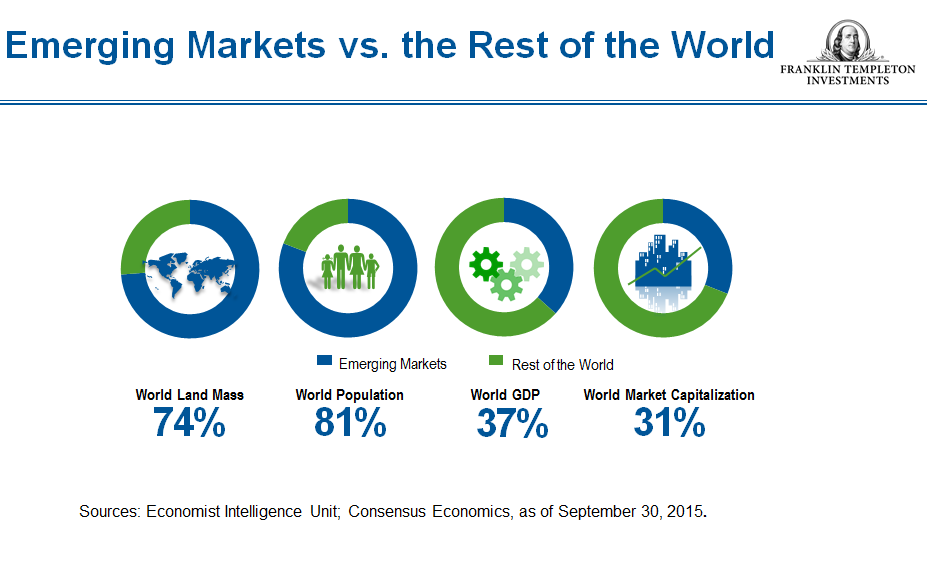 Emerging Markets vs. the Rest of the World
FRANKLIN TEMPLETON
INVESTMENTS
Emerging Markets
Rest of the World
World Land Mass
74%
World Population
81%
World GDP
37%
World Market Capitalization
31%
Sources: Economist Intelligence Unit; Consensus Economics, as of September 30, 2015.